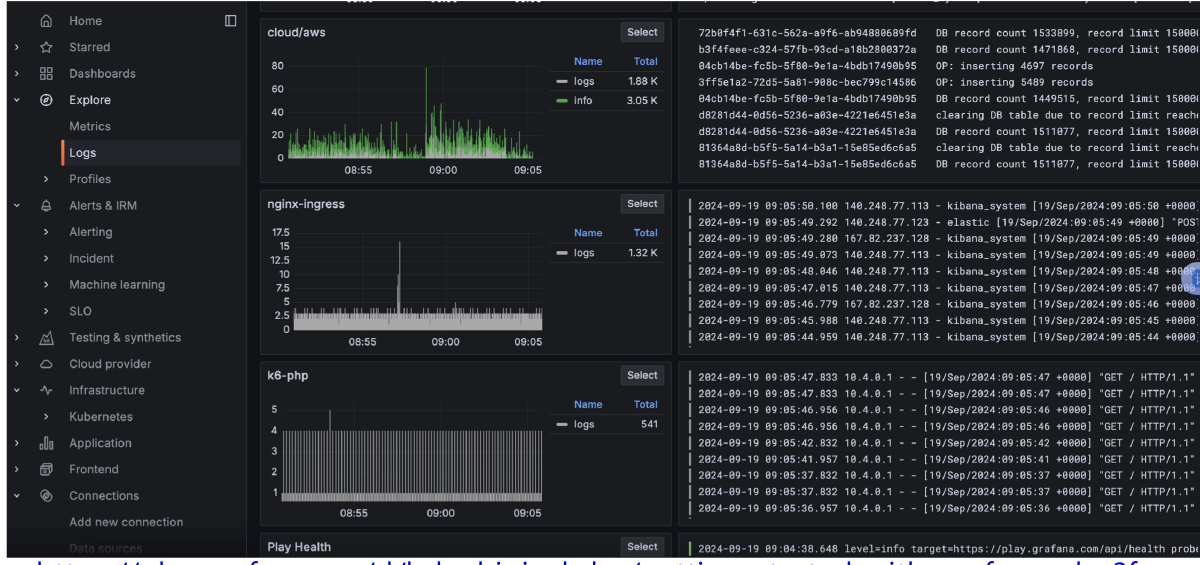 Home
Starred
Dashboards
Explore
Metrics
Logs
Profiles
Alerts & IRM
Alerting
Incident
Machine learning
SLO
Testing & synthetics
Cloud provider
Infrastructure
Kubernetes
Application
Frontend
Connections
Add new connection
Data sources
cloud/aws
Select
Name Total
logs 1.88 K
info 3.05 K
80
60
40
20
0
08:55 09:00 09:05
72b0f4f1-631c-562a-a9f6-ab94880689fd DB record count 1533899, record limit 15000
b3f4feee-c324-57fb-93cd-a18b2800372a DB record count 1471868, record limit 15000
04cb14be-fc5b-5f80-9e1a-4bdb17490b95 OP: inserting 4697 records
3ff5e1a2-72d5-5a81-908c-bec799c14586 OP: inserting 5489 records
04cb14be-fc5b-5f80-9e1a-4bdb17490b95 DB record count 1449515, record limit 15000
d8281d44-0d56-5236-a03e-4221e6451e3a clearing DB table due to record limit reach
d8281d44-0d56-5236-a03e-4221e6451e3a DB record count 1511077, record limit 15000
81364a8d-b5f5-5a14-b3a1-15e85ed6c6a5 clearing DB table due to record limit reach
81364a8d-b5f5-5a14-b3a1-15e85ed6c6a5 DB record count 1511077, record limit 15000
nginx-ingress
Select
Name Total
logs 1.32 K
17.5
15
12.5
10
7.5
5
2.5
0
08:55 09:00 09:05
2024-09-19 09:05:50.100 140.248.77.113 - kibana_system [19/Sep/2024:09:05:50 +0000]
2024-09-19 09:05:49.292 140.248.77.123 - elastic [19/Sep/2024:09:05:49 +0000] "POST
2024-09-19 09:05:49.280 167.82.237.128 - kibana_system [19/Sep/2024:09:05:49 +0000]
2024-09-19 09:05:49.073 140.248.77.113 - kibana_system [19/Sep/2024:09:05:49 +0000]
2024-09-19 09:05:48.046 140.248.77.113 - kibana_system [19/Sep/2024:09:05:48
2024-09-19 09:05:47.015 140.248.77.113 - kibana_system [19/Sep/2024:09:05:47
2024-09-19 09:05:46.779 167.82.237.128 - kibana_system [19/Sep/2024:09:05:46 +0000]
2024-09-19 09:05:45.988 140.248.77.113 - kibana_system [19/Sep/2024:09:05:45 +0000]
2024-09-19 09:05:44.959 140.248.77.113 - kibana_system [19/Sep/2024:09:05:44 +0000]
k6-php
Select
Name Total
logs 541
5
4
3
2
1
08:55 09:00 09:05
2024-09-19 09:05:47.833 10.4.0.1 - - [19/Sep/2024:09:05:47 +0000] "GET / HTTP/1.1"
2024-09-19 09:05:47.833 10.4.0.1 - - [19/Sep/2024:09:05:47 +0000] "GET / HTTP/1.1"
2024-09-19 09:05:46.956 10.4.0.1 - - [19/Sep/2024:09:05:46 +0000] "GET / HTTP/1.1"
2024-09-19 09:05:46.956 10.4.0.1 - - [19/Sep/2024:09:05:46 +0000] "GET / HTTP/1.1"
2024-09-19 09:05:42.832 10.4.0.1 - - [19/Sep/2024:09:05:42 +0000] "GET / HTTP/1.1"
2024-09-19 09:05:41.957 10.4.0.1 - - [19/Sep/2024:09:05:41 +0000] "GET / HTTP/1.1"
2024-09-19 09:05:37.832 10.4.0.1 - - [19/Sep/2024:09:05:37 +0000] "GET / HTTP/1.1"
2024-09-19 09:05:37.832 10.4.0.1 - - [19/Sep/2024:09:05:37 +0000] "GET / HTTP/1.1"
2024-09-19 09:05:36.957 10.4.0.1 - - [19/Sep/2024:09:05:36 +0000] "GET / HTTP/1.1"
Play Health
Select
2024-09-19 09:04:38.648 level=info target=https://play.grafana.com/api/health probe